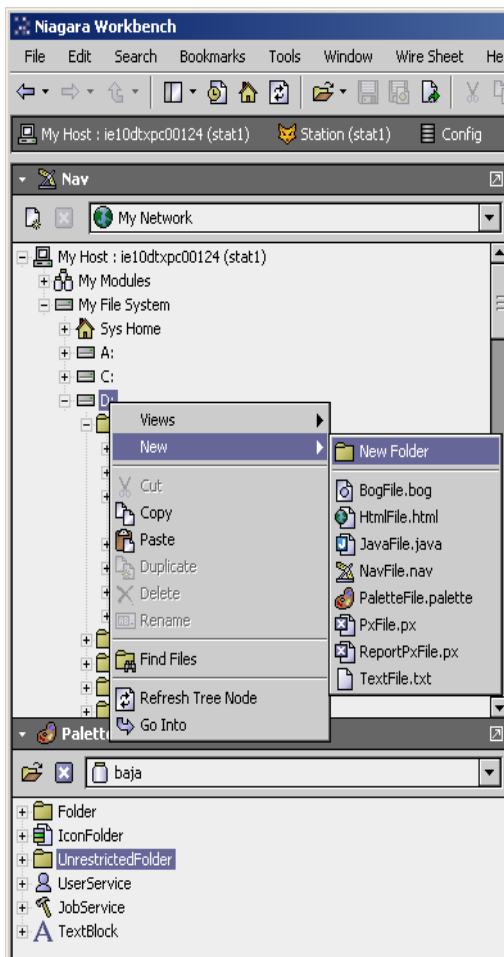 Niagara Workbench
File Edit Search Bookmarks Tools Window Wire Sheet He
My Host : ie10dtxpc00124 (stat1) Station (stat1) Config
Nav
My Network
My Host : ie10dtxpc00124 (stat1)
My Modules
My File System
Sys Home
A:
C:
D:
Views
New
Cut
Copy
Paste
Duplicate
Delete
Rename
Find Files
Refresh Tree Node
Go Into
New Folder
BogFile.bog
HtmlFile.html
JavaFile.java
NavFile.nav
PaletteFile.palette
PxFile.px
ReportPxFile.px
TextFile.txt
Palett
baja
Folder
IconFolder
UnrestrictedFolder
UserService
JobService
TextBlock